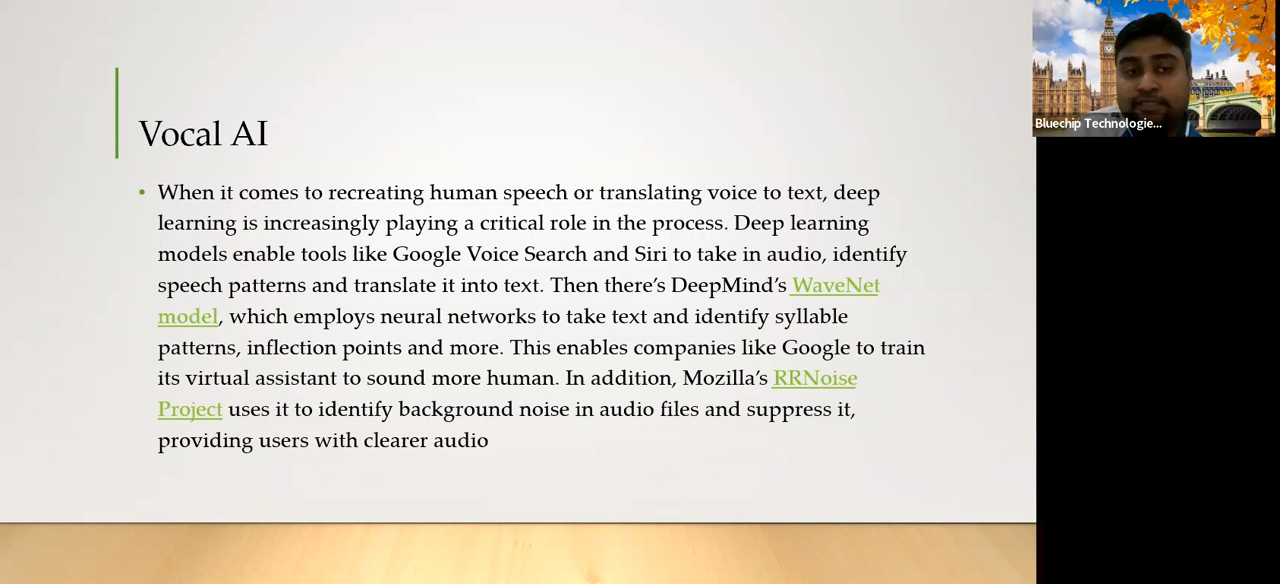 Vocal AI
• When it comes to recreating human speech or translating voice to text, deep
learning is increasingly playing a critical role in the process. Deep learning
models enable tools like Google Voice Search and Siri to take in audio, identify
speech patterns and translate it into text. Then there’s DeepMind’s WaveNet
model, which employs neural networks to take text and identify syllable
patterns, inflection points and more. This enables companies like Google to train
its virtual assistant to sound more human. In addition, Mozilla’s RRNoise
Project uses it to identify background noise in audio files and suppress it,
providing users with clearer audio
Bluechip Technologie...